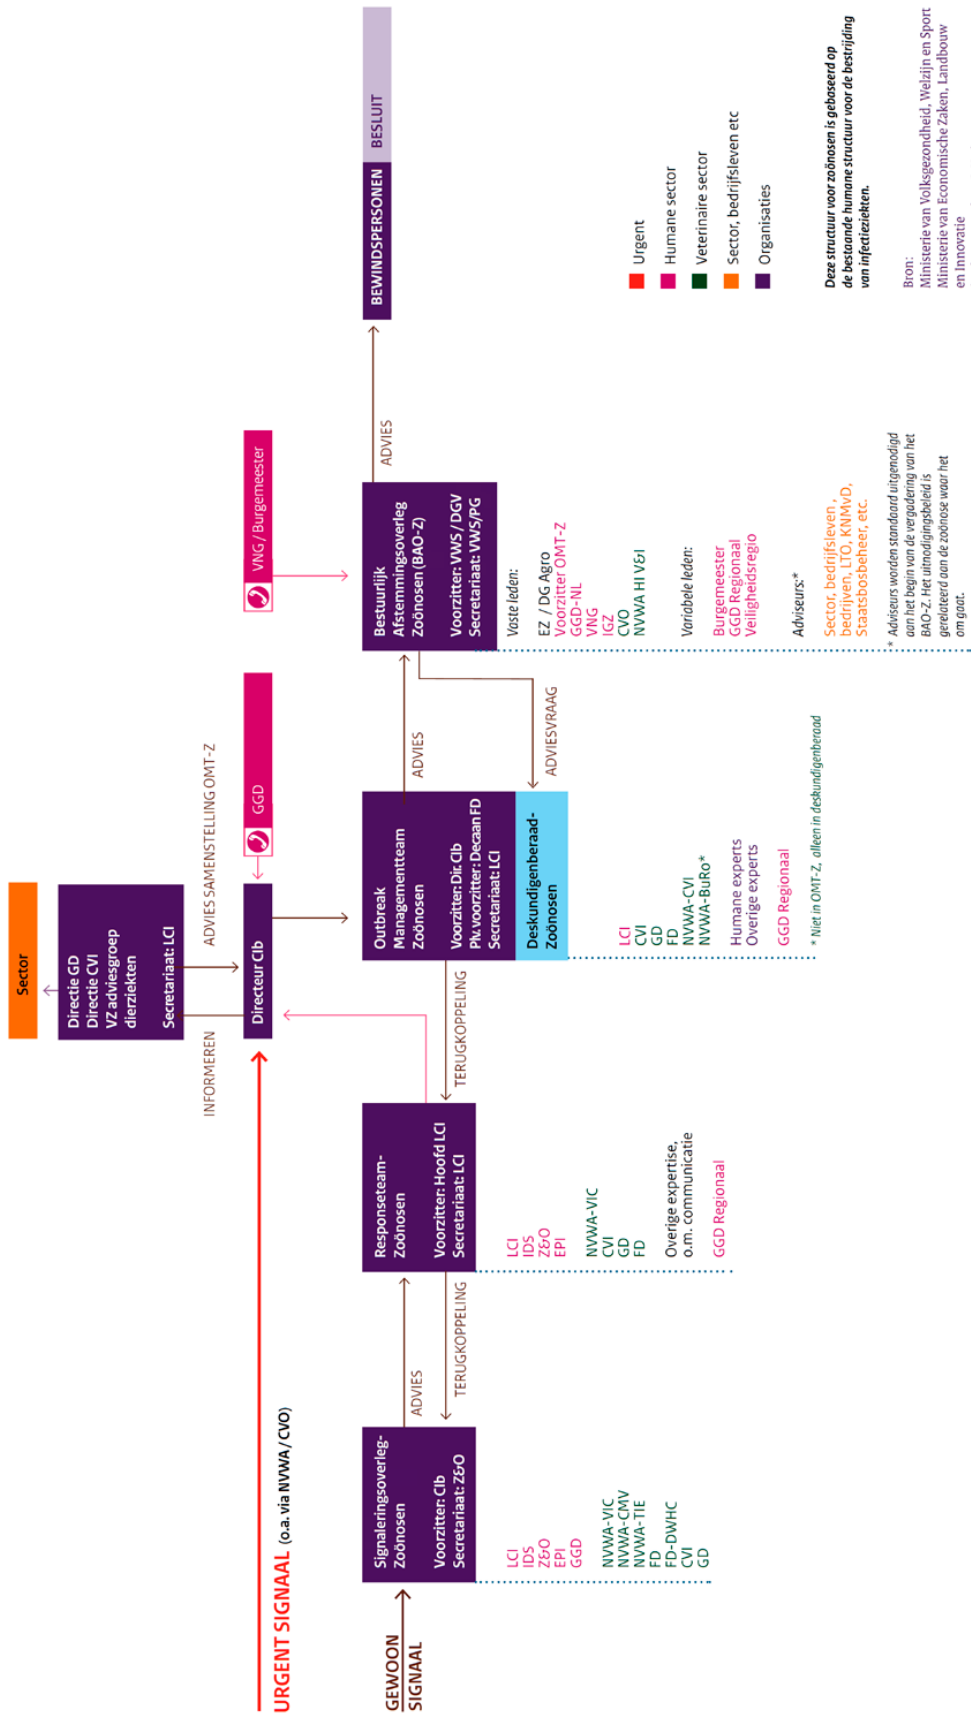 Sector
Directie GD
Directie CVI
VZ adviesgroep
dierziekten
Secretariaat: LCI
INFORMEREN
ADVIES SAMENSTELLING OMT-Z
URGENT SIGNAAL (o.a. via NVWA / CVO)
Directeur CIb
GGD
VNG / Burgemeester
GEWOON
SIGNAAL
Signaleringsoverleg-
Zoönosen
Voorzitter: CIb
Secretariaat: Z&O
LCI
IDS
Z&O
EPI
GGD
NVWA-VIC
NVWA-CMV
NVWA-TIE
FD
FD-DWHC
CVI
GD
ADVIES
TERUGKOPPELING
Responseteam-
Zoönosen
Voorzitter: Hoofd LCI
Secretariaat: LCI
LCI
IDS
Z&O
EPI
NVWA-VIC
CVI
GD
FD
Overige expertise,
o.m. communicatie
GGD Regionaal
TERUGKOPPELING
Outbreak
Managementteam
Zoönosen
Voorzitter: Dir. CIb
Plv. voorzitter: Decaan FD
Secretariaat: LCI
Deskundigenberaad-
Zoönosen
LCI
CVI
GD
FD
NVWA-CVI
NVWA-BuRo*
Humane experts
Overige experts
GGD Regionaal
* Niet in OMT-Z, alleen in deskundigenberaad
ADVIES
ADVIESVRAAG
Bestuurlijk
Afstemmingsoverleg
Zoönosen (BAO-Z)
Voorzitter: VWS / DGV
Secretariaat: VWS/PG
Vaste leden:
EZ / DG Agro
Voorzitter OMT-Z
GGD-NL
VNG
IGZ
CVO
NVWA HI V&I
Variabele leden:
Burgemeester
GGD Regionaal
Veiligheidsregio
Adviseurs:*
Sector, bedrijfsleven,
bedrijven, LTO, KNMvD,
Staatsbosbeheer, etc.
* Adviseurs worden standaard uitgenodigd
aan het begin van de vergadering van het
BAO-Z. Het uitnodigingsbeleid is
gerelateerd aan de zoönose waar het
om gaat.
ADVIES
BEWINDSPERSONEN
BESLUIT
Urgent
Humane sector
Veterinaire sector
Sector, bedrijfsleven etc
Organisaties
Deze structuur voor zoönosen is gebaseerd op
de bestaande humane structuur voor de bestrijding
van infectieziekten.
Bron:
Ministerie van Volksgezondheid, Welzijn en Sport
Ministerie van Economische Zaken, Landbouw
en Innovatie